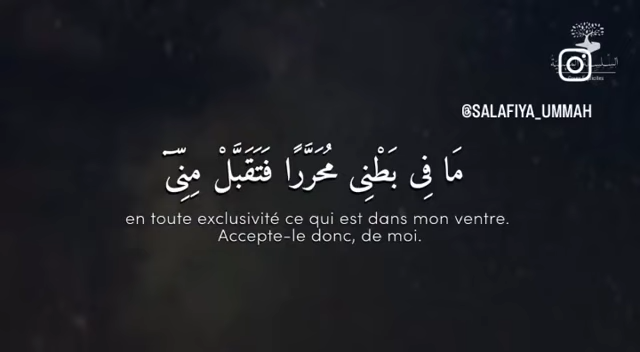 @SALAFIYA_UMMAH
مَا فِى بَطْنِى مُحَرَّرًا فَتَقَبَّلْ مِنِّىٓ
en toute exclusivité ce qui est dans mon ventre.
Accepte-le donc, de moi.